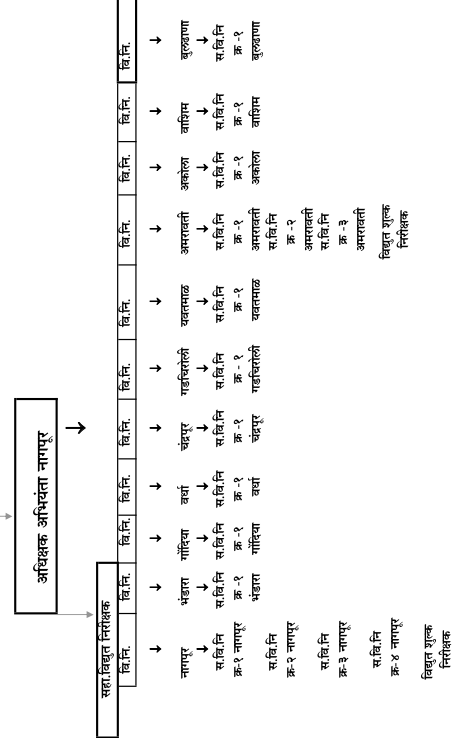 अधिक्षक अभियंता नागपूर
सहा.विद्युत निरीक्षक
वि.नि.
नागपूर
स.वि.नि
क्र-१ नागपूर
स.वि.नि
क्र-२ नागपूर
स.वि.नि
क्र-३ नागपूर
स.वि.नि
क्र-४ नागपूर
विद्युत शुल्क
निरीक्षक
वि.नि.
भंडारा
स.वि.नि
क्र -१
भंडारा
वि.नि.
गोंदिया
स.वि.नि
क्र -१
गोंदिया
वि.नि.
वर्धा
स.वि.नि
क्र -१
वर्धा
वि.नि.
चंद्रपूर
स.वि.नि
क्र -१
चंद्रपूर
वि.नि.
गडचिरोली
स.वि.नि
क्र - १
गडचिरोली
वि.नि.
यवतमाळ
स.वि.नि
क्र -१
यवतमाळ
वि.नि.
अमरावती
स.वि.नि
क्र -१
अमरावती
स.वि.नि
क्र -२
अमरावती
स.वि.नि
क्र -३
अमरावती
विद्युत शुल्क
निरीक्षक
वि.नि.
अकोला
स.वि.नि
क्र -१
अकोला
वि.नि.
वाशिम
स.वि.नि
क्र -१
वाशिम
वि.नि.
बुलढाणा
स.वि.नि
क्र -१
बुलढाणा